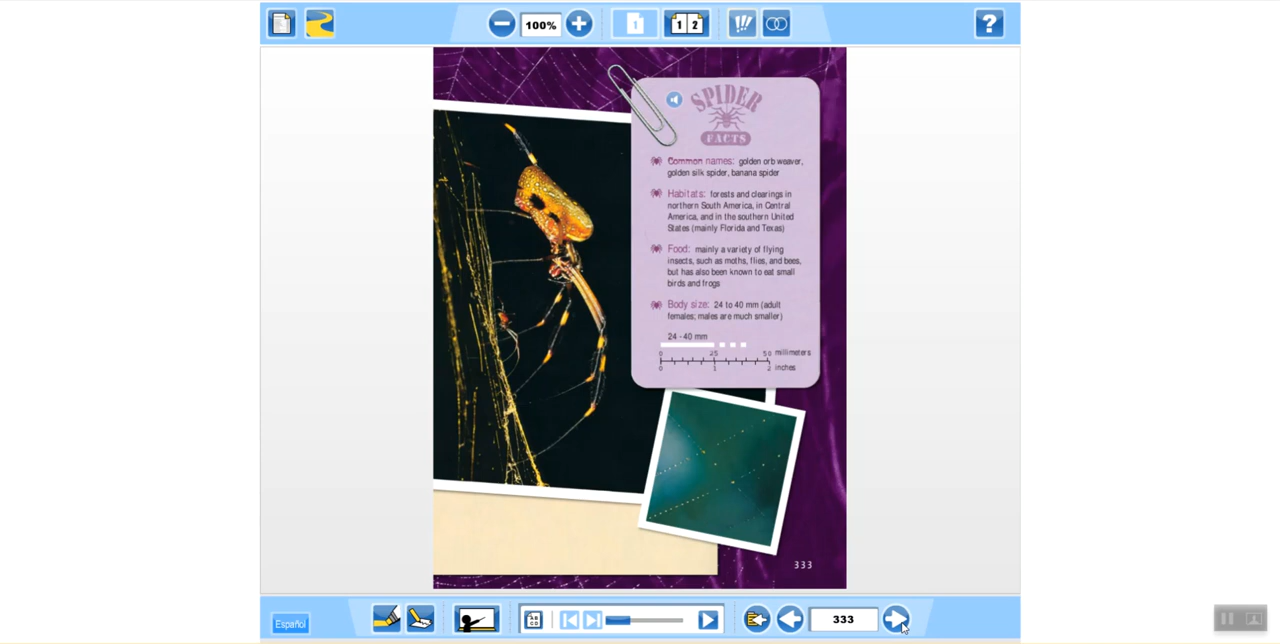 100%
1
1 2
!!!
?
SPIDER
FACTS
Common names: golden orb weaver,
golden silk spider, banana spider
Habitats: forests and clearings in
northern South America, in Central
America, and in the southern United
States (mainly Florida and Texas)
Food: mainly a variety of flying
insects, such as moths, flies, and bees,
but has also been known to eat small
birds and frogs
Body size: 24 to 40 mm (adult
females; males are much smaller)
24 - 40 mm
0 25 50 millimeters
0 1 2 inches
333
Español
333